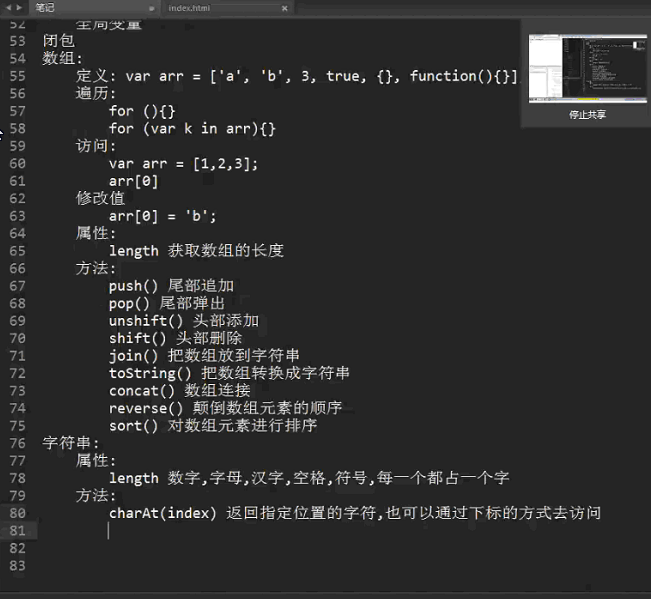 笔记
index.html
52 全局变量
53 闭包
54 数组:
55 定义: var arr = ['a', 'b', 3, true, {}, function(){}]
56 遍历:
57 for (){}
58 for (var k in arr){}
59 访问:
60 var arr = [1,2,3];
61 arr[0]
62 修改值
63 arr[0] = 'b';
64 属性:
65 length 获取数组的长度
66 方法:
67 push() 尾部追加
68 pop() 尾部弹出
69 unshift() 头部添加
70 shift() 头部删除
71 join() 把数组放到字符串
72 toString() 把数组转换成字符串
73 concat() 数组连接
74 reverse() 颠倒数组元素的顺序
75 sort() 对数组元素进行排序
76 字符串:
77 属性:
78 length 数字,字母,汉字,空格,符号,每一个都占一个字
79 方法:
80 charAt(index) 返回指定位置的字符,也可以通过下标的方式去访问
81
82
83
停止共享